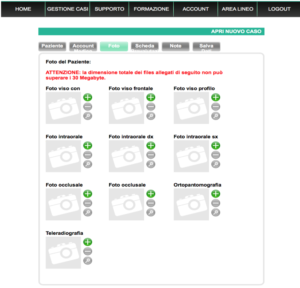 HOME GESTIONE CASI SUPPORTO FORMAZIONE ACCOUNT AREA LINEO LOGOUT
APRI NUOVO CASO
Paziente Account Foto Scheda Note Salva
Foto del Paziente:
ATTENZIONE: la dimensione totale dei files allegati di seguito non può
superare i 30 Megabyte.
Foto viso con Foto viso frontale Foto viso profilo
Foto intraorale Foto intraorale dx Foto intraorale sx
Foto occlusale Foto occlusale Ortopantomografia
Teleradiografia